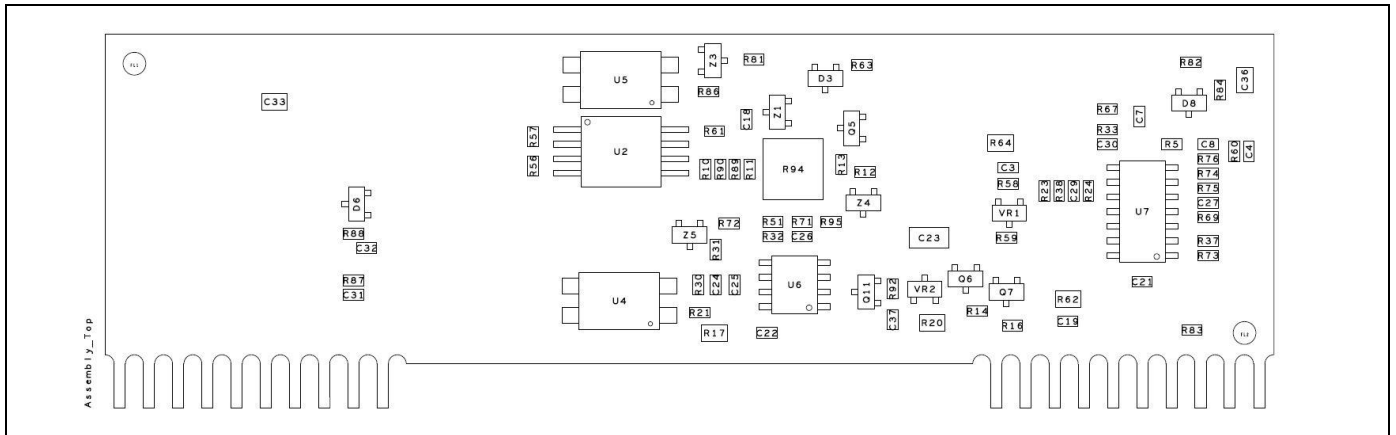 FL1
C33
U5
Z3
R81
R86
D3
R63
R82
R84
C36
D8
R67
C7
R33
C30
R5
C8
R60
C4
R76
R74
R75
C27
R69
R37
R73
U7
C21
R57
R56
U2
R61
C18
Z1
Q5
R10
R90
R89
R11
R94
R13
R12
Z4
R64
C3
R58
VR1
R59
R23
R38
C29
R24
D6
R88
C32
R87
C31
Z5
R72
R31
R51
R71
R95
R32
C26
C23
U4
R30
C24
C25
R21
R17
U6
C22
Q11
R92
C37
VR2
R20
Q6
R14
Q7
R16
R62
C19
R83
FL2
Assembly_Top